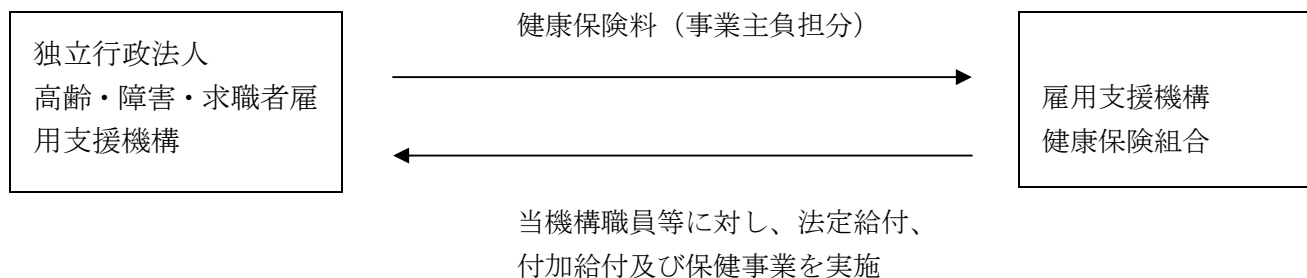 健康保険料（事業主負担分）
独立行政法人
高齢・障害・求職者雇
用支援機構
雇用支援機構
健康保険組合
当機構職員等に対し、法定給付、
付加給付及び保健事業を実施